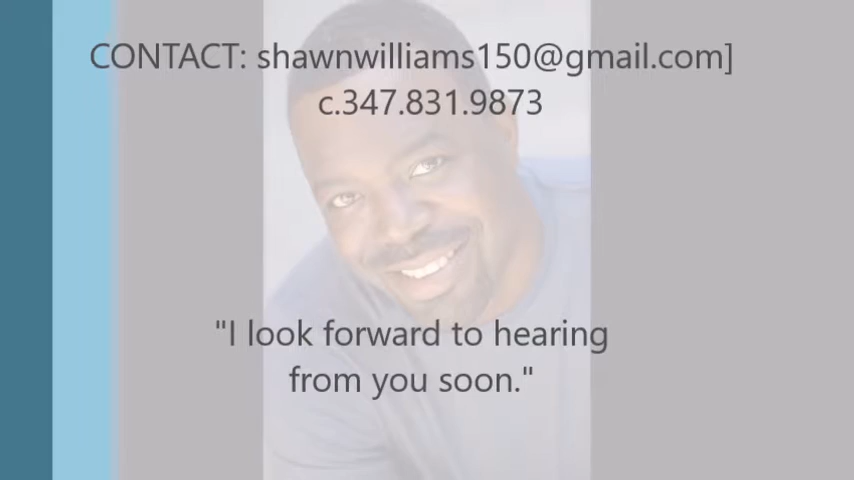 CONTACT: shawnwilliams150@gmail.com]
c.347.831.9873
"I look forward to hearing
from you soon."